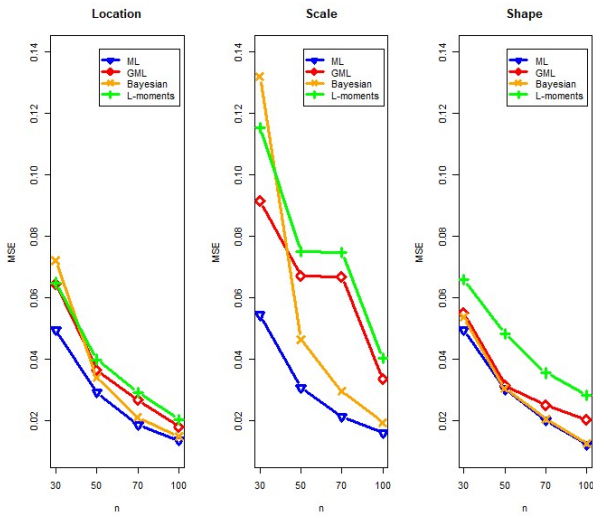 Location
MSE
0.14
0.12
0.10
0.08
0.06
0.04
0.02
ML
GML
Bayesian
L-moments
30 50 70 100
n
Scale
MSE
0.14
0.12
0.10
0.08
0.06
0.04
0.02
ML
GML
Bayesian
L-moments
30 50 70 100
n
Shape
MSE
0.14
0.12
0.10
0.08
0.06
0.04
0.02
ML
GML
Bayesian
L-moments
30 50 70 100
n